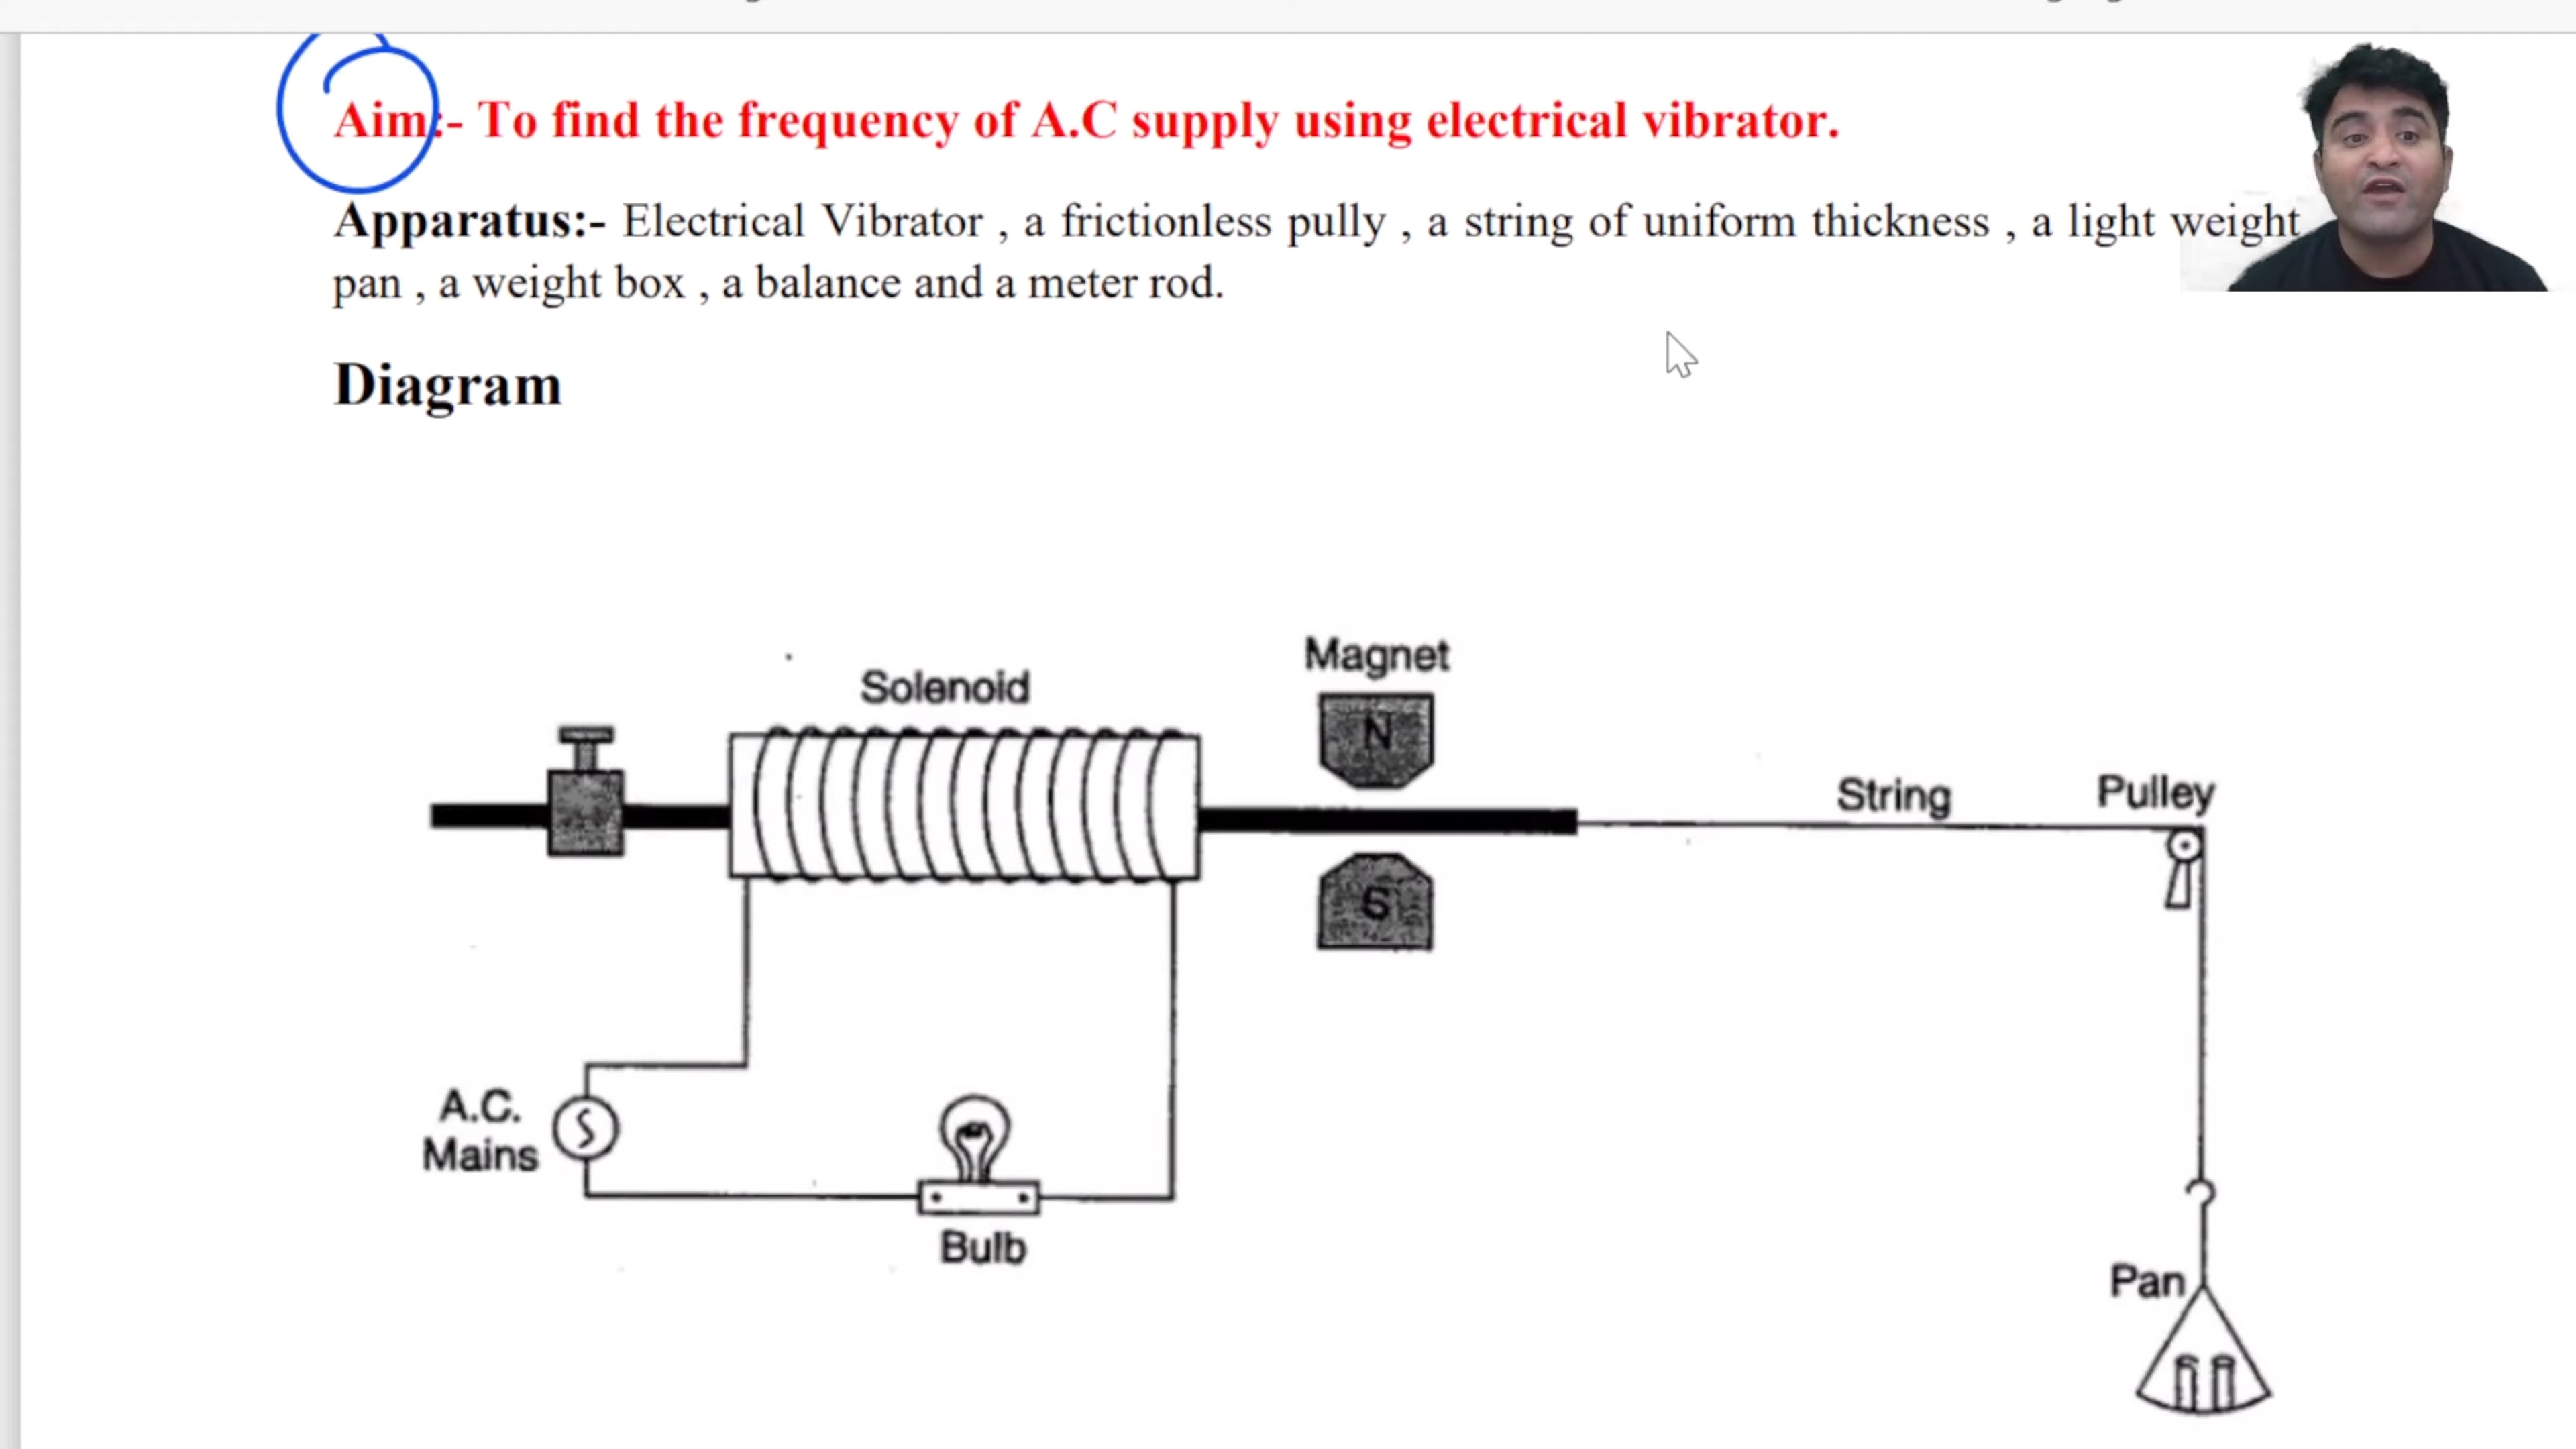 Aim:- To find the frequency of A.C supply using electrical vibrator.
Apparatus:- Electrical Vibrator , a frictionless pully , a string of uniform thickness , a light weight
pan , a weight box , a balance and a meter rod.
Diagram
Magnet
Solenoid
N
String
Pulley
S
A.C.
Mains
S
Bulb
Pan